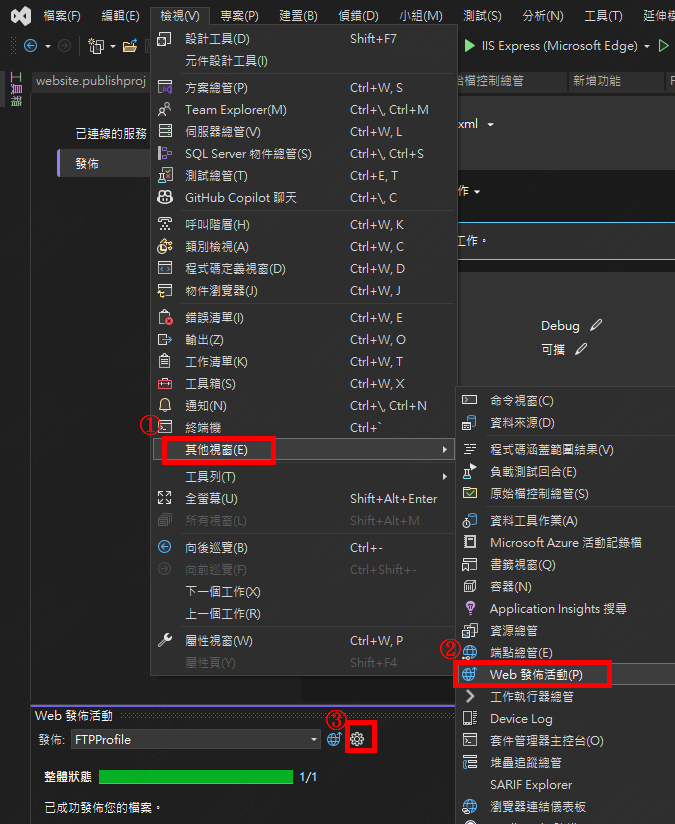 檔案(F) 編輯(E) 檢視(V) 專案(P) 建置(B) 偵錯(D) 小組(M) 測試(S) 分析(N) 工具(T) 延伸模
IIS Express (Microsoft Edge)
工具箱
website.publishproj
始檔控制總管
新增功能
已連線的服務
發佈
xml
作
工作。
Debug
可攜
設計工具(D) Shift+F7
元件設計工具(I)
方案總管(P) Ctrl+W, S
Team Explorer(M) Ctrl+\, Ctrl+M
伺服器總管(V) Ctrl+W, L
SQL Server 物件總管(S) Ctrl+\, Ctrl+S
測試總管(T) Ctrl+E, T
GitHub Copilot 聊天 Ctrl+\, C
呼叫階層(H) Ctrl+W, K
類別檢視(A) Ctrl+W, C
程式碼定義視窗(D) Ctrl+W, D
物件瀏覽器(J) Ctrl+W, J
錯誤清單(I) Ctrl+W, E
輸出(Z) Ctrl+W, O
工作清單(K) Ctrl+W, T
工具箱(S) Ctrl+W, X
通知(N) Ctrl+\, Ctrl+N
① 終端機 Ctrl+`
其他視窗(E)
工具列(T)
全螢幕(U) Shift+Alt+Enter
所有視窗(L) Shift+Alt+M
向後巡覽(B) Ctrl+-
向前巡覽(F) Ctrl+Shift+-
下一個工作(X)
上一個工作(R)
屬性視窗(W) Ctrl+W, P
屬性頁(Y) Shift+F4
命令視窗(C)
資料來源(D)
程式碼涵蓋範圍結果(V)
負載測試回合(E)
原始檔控制總管(S)
資料工具作業(A)
Microsoft Azure 活動記錄檔
書籤視窗(Q)
容器(N)
Application Insights 搜尋
資源總管
② 端點總管(E)
Web 發佈活動(P)
工作執行器總管
Device Log
套件管理器主控台(O)
堆疊追蹤總管
SARIF Explorer
瀏覽器連結儀表板
Web 發佈活動
③
發佈: FTPProfile
整體狀態 1/1
已成功發佈您的檔案。